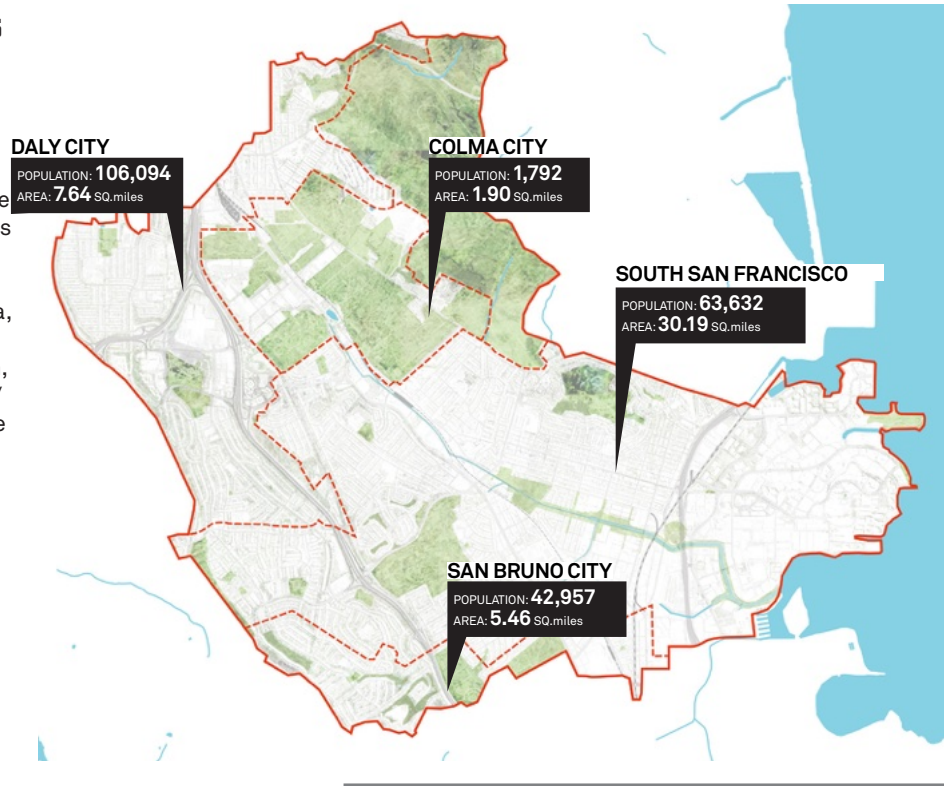 DALY CITY
POPULATION: 106,094
AREA: 7.64 SQ.miles
COLMA CITY
POPULATION: 1,792
AREA: 1.90 SQ.miles
SOUTH SAN FRANCISCO
POPULATION: 63,632
AREA: 30.19 SQ.miles
SAN BRUNO CITY
POPULATION: 42,957
AREA: 5.46 SQ.miles